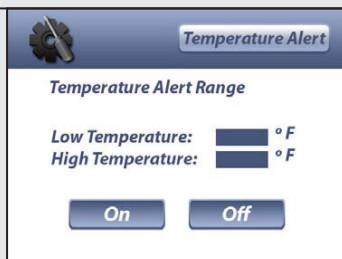 Temperature Alert
Temperature Alert Range
Low Temperature: ° F
High Temperature: ° F
On Off